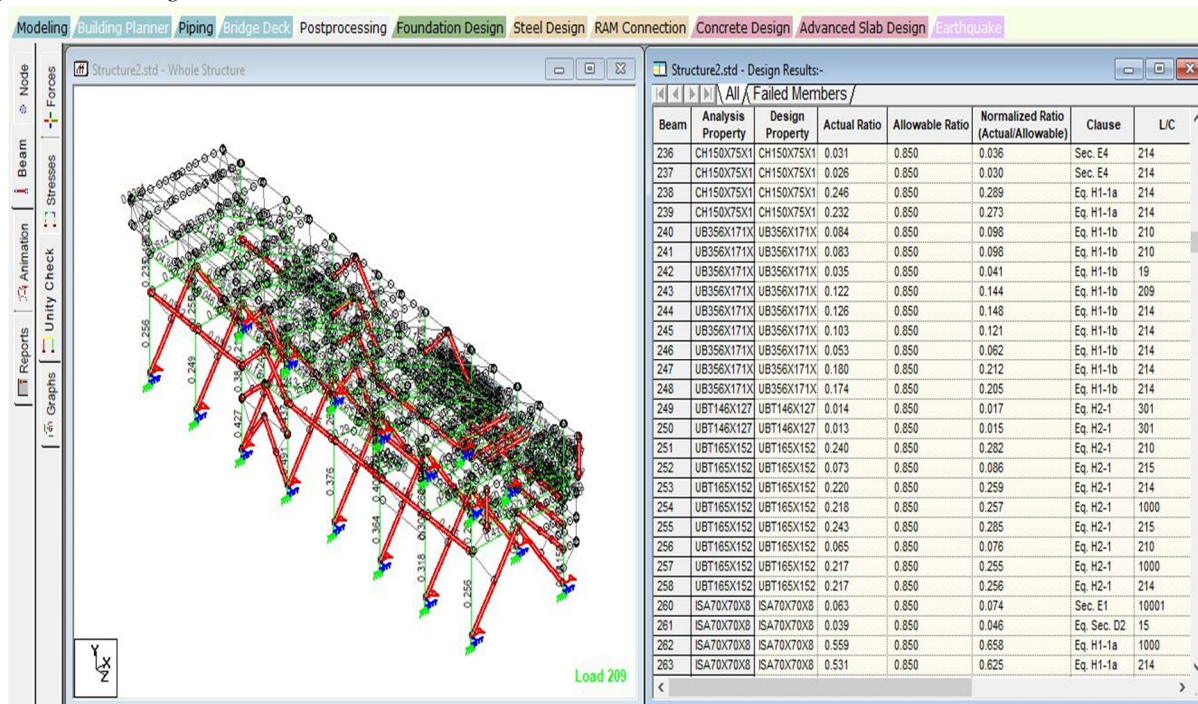 Modeling Building Planner Piping Bridge Deck Postprocessing Foundation Design Steel Design RAM Connection Concrete Design Advanced Slab Design Earthquake
Node
Beam
Animation
Reports
Forces
Stresses
Unity Check
Graphs
Structure2.std - Whole Structure
0.256
0.249
0.427
0.376
0.364
0.318
0.256
Y
X
Z
Load 209
Structure2.std - Design Results:-
All Failed Members
Beam Analysis Property Design Property Actual Ratio Allowable Ratio Normalized Ratio (Actual/Allowable) Clause L/C
236 CH150X75X1 CH150X75X1 0.031 0.850 0.036 Sec. E4 214
237 CH150X75X1 CH150X75X1 0.026 0.850 0.030 Sec. E4 214
238 CH150X75X1 CH150X75X1 0.246 0.850 0.289 Eq. H1-1a 214
239 CH150X75X1 CH150X75X1 0.232 0.850 0.273 Eq. H1-1a 214
240 UB356X171X UB356X171X 0.084 0.850 0.098 Eq. H1-1b 210
241 UB356X171X UB356X171X 0.083 0.850 0.098 Eq. H1-1b 210
242 UB356X171X UB356X171X 0.035 0.850 0.041 Eq. H1-1b 19
243 UB356X171X UB356X171X 0.122 0.850 0.144 Eq. H1-1b 209
244 UB356X171X UB356X171X 0.126 0.850 0.148 Eq. H1-1b 214
245 UB356X171X UB356X171X 0.103 0.850 0.121 Eq. H1-1b 214
246 UB356X171X UB356X171X 0.053 0.850 0.062 Eq. H1-1b 214
247 UB356X171X UB356X171X 0.180 0.850 0.212 Eq. H1-1b 214
248 UB356X171X UB356X171X 0.174 0.850 0.205 Eq. H1-1b 214
249 UBT146X127 UBT146X127 0.014 0.850 0.017 Eq. H2-1 301
250 UBT146X127 UBT146X127 0.013 0.850 0.015 Eq. H2-1 301
251 UBT165X152 UBT165X152 0.240 0.850 0.282 Eq. H2-1 210
252 UBT165X152 UBT165X152 0.073 0.850 0.086 Eq. H2-1 215
253 UBT165X152 UBT165X152 0.220 0.850 0.259 Eq. H2-1 214
254 UBT165X152 UBT165X152 0.218 0.850 0.257 Eq. H2-1 1000
255 UBT165X152 UBT165X152 0.243 0.850 0.285 Eq. H2-1 215
256 UBT165X152 UBT165X152 0.065 0.850 0.076 Eq. H2-1 210
257 UBT165X152 UBT165X152 0.217 0.850 0.255 Eq. H2-1 1000
258 UBT165X152 UBT165X152 0.217 0.850 0.256 Eq. H2-1 214
260 ISA70X70X8 ISA70X70X8 0.063 0.850 0.074 Sec. E1 10001
261 ISA70X70X8 ISA70X70X8 0.039 0.850 0.046 Eq. Sec. D2 15
262 ISA70X70X8 ISA70X70X8 0.559 0.850 0.658 Eq. H1-1a 1000
263 ISA70X70X8 ISA70X70X8 0.531 0.850 0.625 Eq. H1-1a 214